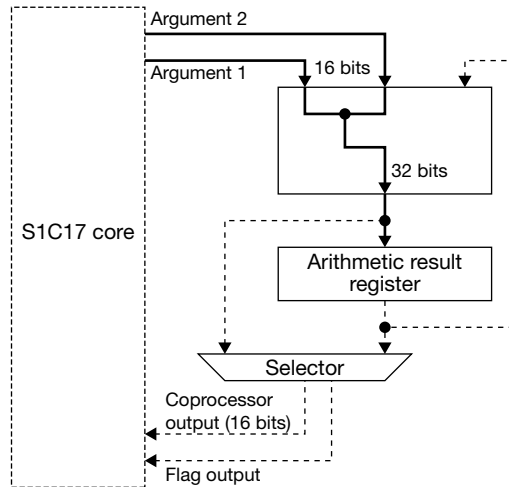 Argument 2
Argument 1
16 bits
32 bits
S1C17 core
Arithmetic result
register
Selector
Coprocessor
output (16 bits)
Flag output